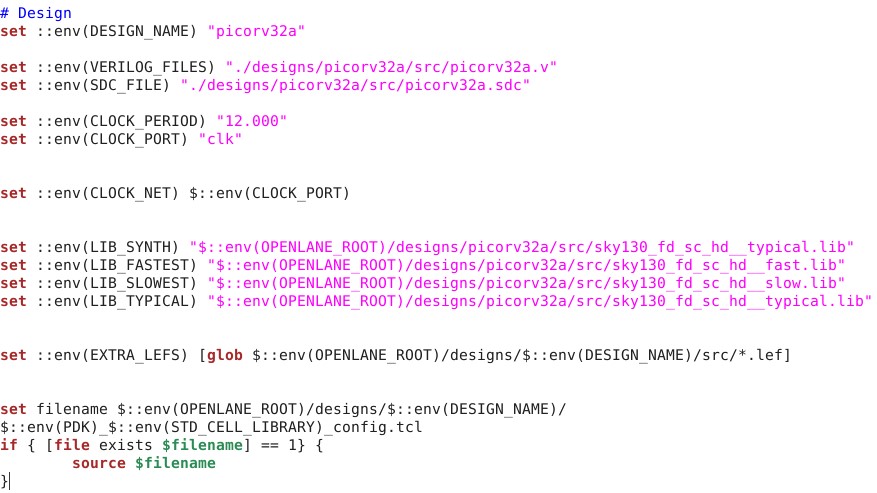 # Design
set ::env(DESIGN_NAME) "picorv32a"
set ::env(VERILOG_FILES) "./designs/picorv32a/src/picorv32a.v"
set ::env(SDC_FILE) "./designs/picorv32a/src/picorv32a.sdc"
set ::env(CLOCK_PERIOD) "12.000"
set ::env(CLOCK_PORT) "clk"
set ::env(CLOCK_NET) $::env(CLOCK_PORT)
set ::env(LIB_SYNTH) "$::env(OPENLANE_ROOT)/designs/picorv32a/src/sky130_fd_sc_hd__typical.lib"
set ::env(LIB_FASTEST) "$::env(OPENLANE_ROOT)/designs/picorv32a/src/sky130_fd_sc_hd__fast.lib"
set ::env(LIB_SLOWEST) "$::env(OPENLANE_ROOT)/designs/picorv32a/src/sky130_fd_sc_hd__slow.lib"
set ::env(LIB_TYPICAL) "$::env(OPENLANE_ROOT)/designs/picorv32a/src/sky130_fd_sc_hd__typical.lib"
set ::env(EXTRA_LEFS) [glob $::env(OPENLANE_ROOT)/designs/$::env(DESIGN_NAME)/src/*.lef]
set filename $::env(OPENLANE_ROOT)/designs/$::env(DESIGN_NAME)/
$::env(PDK)_$::env(STD_CELL_LIBRARY)_config.tcl
if { [file exists $filename] == 1} {
        source $filename
}